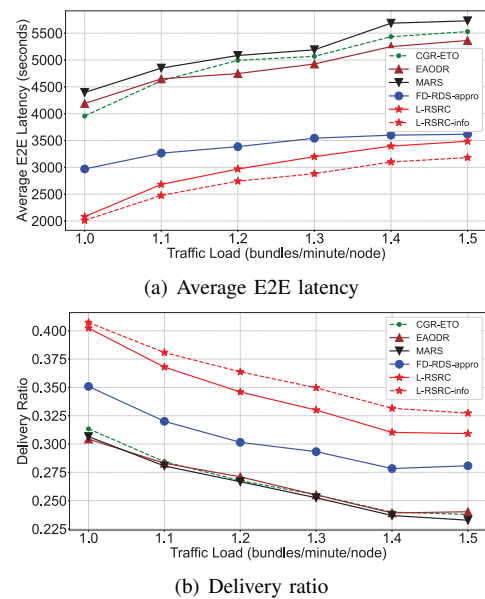 Average E2E Latency (seconds)
5500
5000
4500
4000
3500
3000
2500
2000
CGR-ETO
EAODR
MARS
FD-RDS-appro
L-RSRC
L-RSRC-info
1.0 1.1 1.2 1.3 1.4 1.5
Traffic Load (bundles/minute/node)
(a) Average E2E latency
Delivery Ratio
0.400
0.375
0.350
0.325
0.300
0.275
0.250
0.225
CGR-ETO
EAODR
MARS
FD-RDS-appro
L-RSRC
L-RSRC-info
1.0 1.1 1.2 1.3 1.4 1.5
Traffic Load (bundles/minute/node)
(b) Delivery ratio